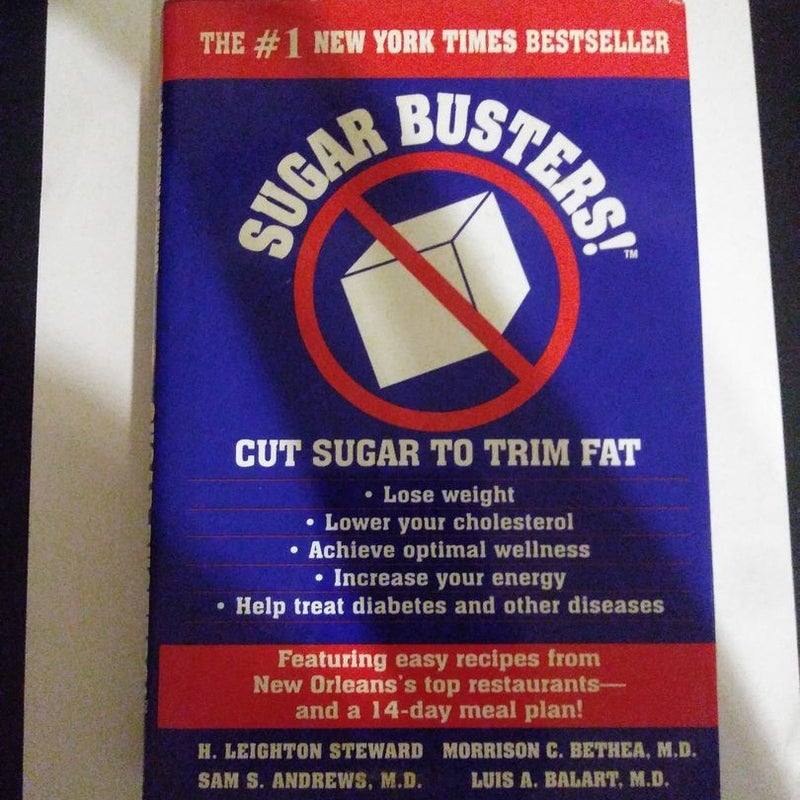 THE #1 NEW YORK TIMES BESTSELLER
SUGAR BUSTERS!™
CUT SUGAR TO TRIM FAT
• Lose weight
• Lower your cholesterol
• Achieve optimal wellness
• Increase your energy
• Help treat diabetes and other diseases
Featuring easy recipes from
New Orleans's top restaurants—
and a 14-day meal plan!
H. LEIGHTON STEWARD MORRISON C. BETHEA, M.D.
SAM S. ANDREWS, M.D. LUIS A. BALART, M.D.